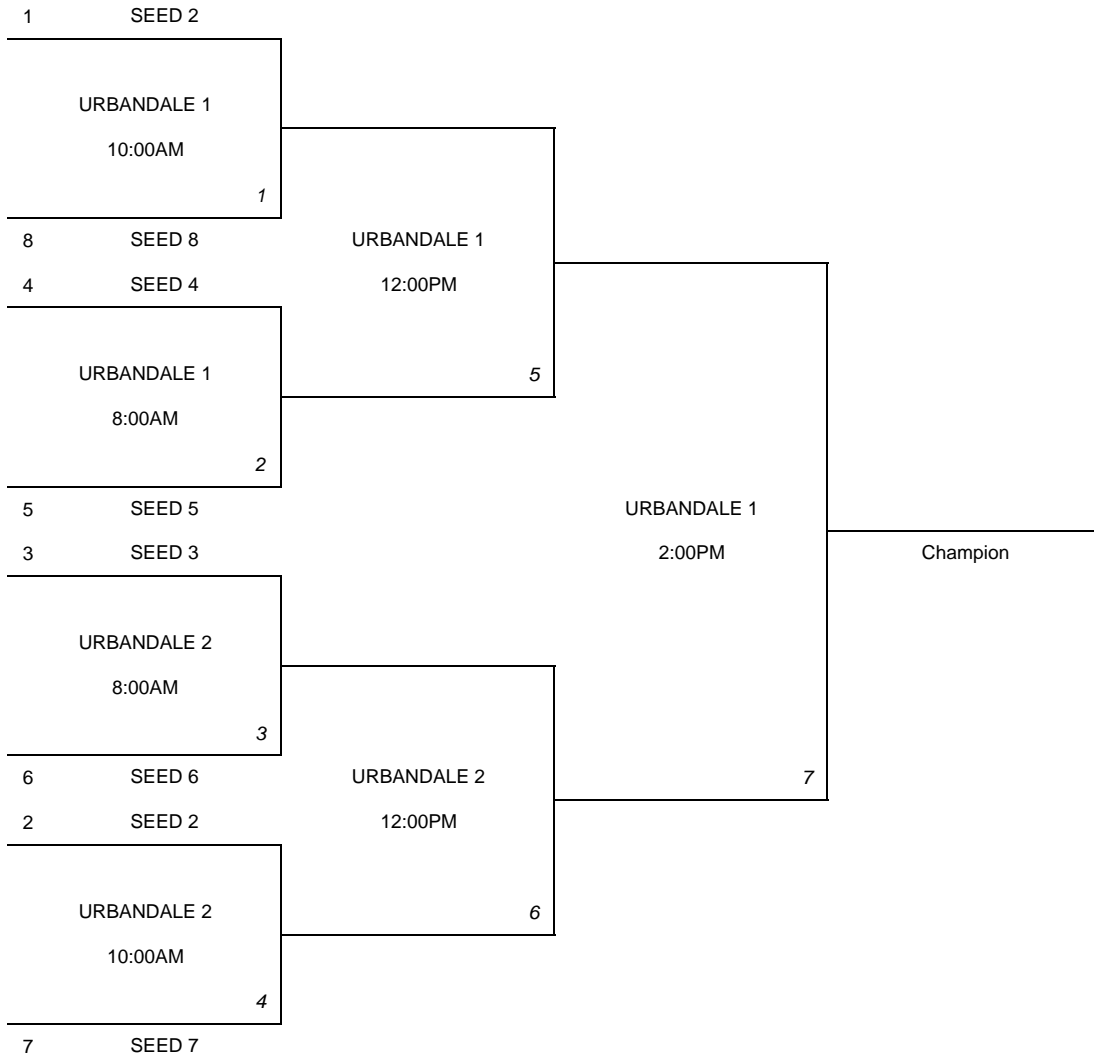 1 SEED 2
URBANDALE 1
10:00AM
1
8 SEED 8
URBANDALE 1
4 SEED 4
12:00PM
URBANDALE 1
5
8:00AM
2
5 SEED 5
URBANDALE 1
3 SEED 3
2:00PM
Champion
URBANDALE 2
8:00AM
3
6 SEED 6
URBANDALE 2
7
2 SEED 2
12:00PM
URBANDALE 2
6
10:00AM
4
7 SEED 7